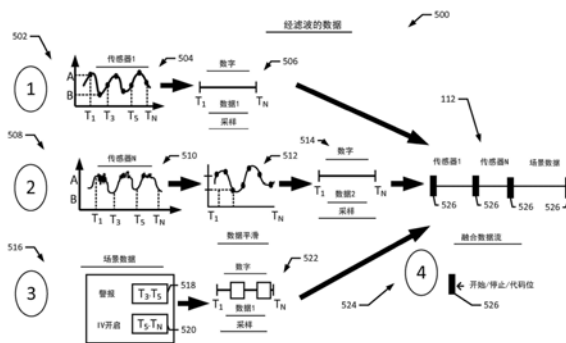 经滤波的数据
500
502
传感器1
504
数字
506
1
A
B
T1 T3 T5 TN
T1 TN
数据1
采样
112
508
传感器N
510
512
514
数字
2
A
T1 T3 T5 TN
T1 TN
T1 TN
数据2
采样
传感器1 传感器N 场景数据
526 526 526 526
数据平滑
融合数据流
516
场景数据
数字
522
3
警报 T3-T5 518
IV开启 T5-TN 520
T1 TN
数据1
采样
4
524
开始/停止/代码位
526